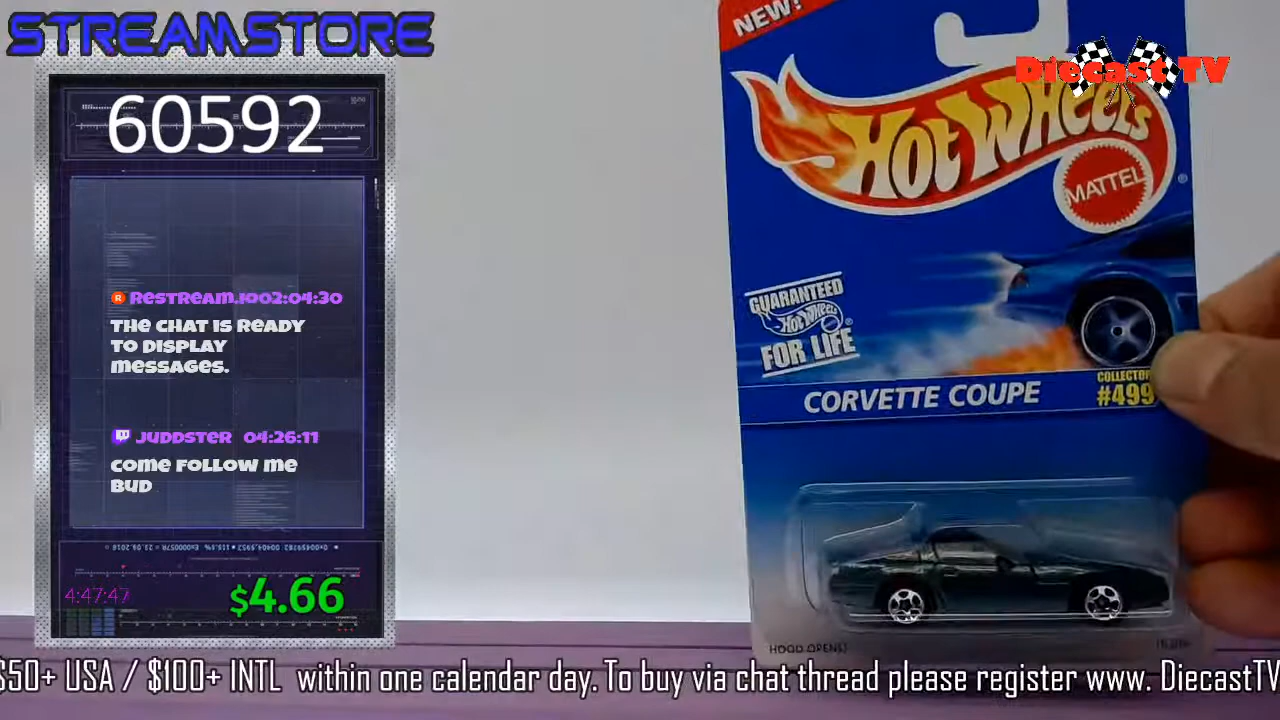 STREAMSTORE
60592
Restream.io 02:04:30
The chat is ready
to display
messages.
Juddster 04:26:11
Come follow me
bud
4:47:47
$4.66
NEW!
Diecast TV
HOT WHEELS
MATTEL
®
GUARANTEED
Hot Wheels
®
FOR LIFE
CORVETTE COUPE
COLLECTOR
#499
HOOD OPENS!
$50+ USA / $100+ INTL within one calendar day. To buy via chat thread please register www. DiecastTV